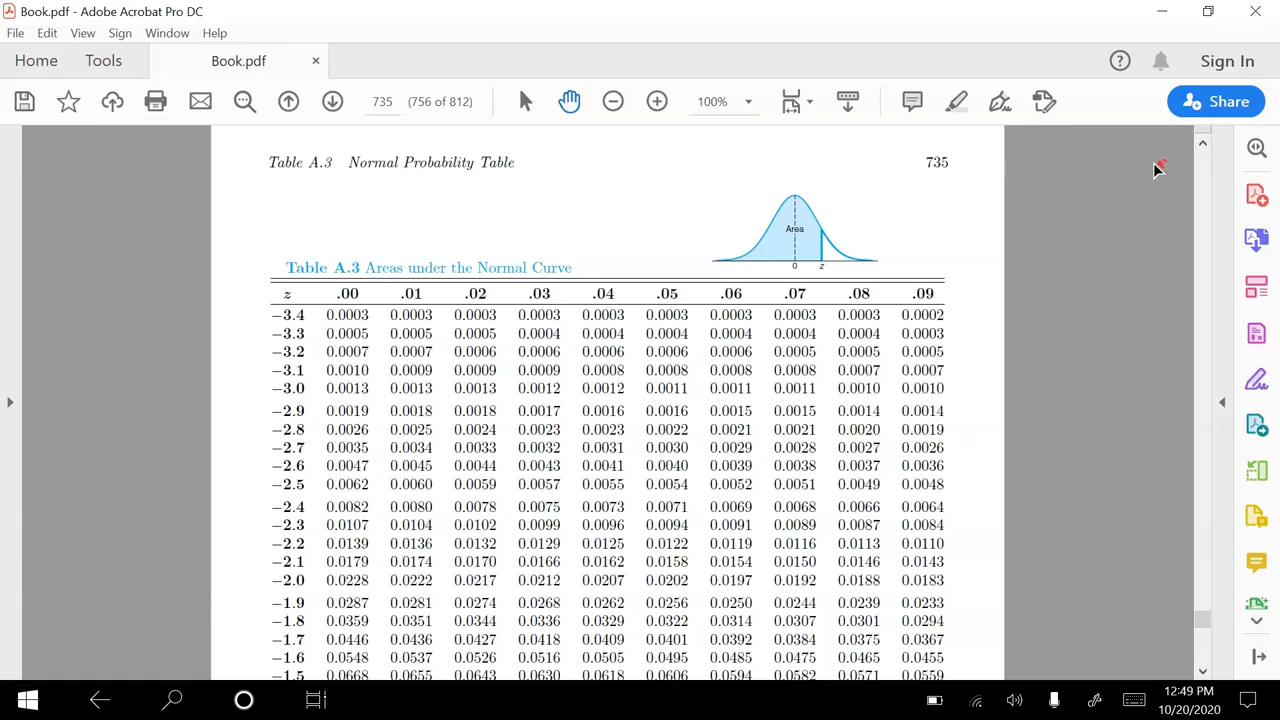 Book.pdf - Adobe Acrobat Pro DC
File Edit View Sign Window Help
Home Tools Book.pdf × Sign In
735 (756 of 812) 100% Share
Table A.3 Normal Probability Table 735
Area
0 z
Table A.3 Areas under the Normal Curve
z .00 .01 .02 .03 .04 .05 .06 .07 .08 .09
−3.4 0.0003 0.0003 0.0003 0.0003 0.0003 0.0003 0.0003 0.0003 0.0003 0.0002
−3.3 0.0005 0.0005 0.0005 0.0004 0.0004 0.0004 0.0004 0.0004 0.0004 0.0003
−3.2 0.0007 0.0007 0.0006 0.0006 0.0006 0.0006 0.0006 0.0005 0.0005 0.0005
−3.1 0.0010 0.0009 0.0009 0.0009 0.0008 0.0008 0.0008 0.0008 0.0007 0.0007
−3.0 0.0013 0.0013 0.0013 0.0012 0.0012 0.0011 0.0011 0.0011 0.0010 0.0010
−2.9 0.0019 0.0018 0.0018 0.0017 0.0016 0.0016 0.0015 0.0015 0.0014 0.0014
−2.8 0.0026 0.0025 0.0024 0.0023 0.0023 0.0022 0.0021 0.0021 0.0020 0.0019
−2.7 0.0035 0.0034 0.0033 0.0032 0.0031 0.0030 0.0029 0.0028 0.0027 0.0026
−2.6 0.0047 0.0045 0.0044 0.0043 0.0041 0.0040 0.0039 0.0038 0.0037 0.0036
−2.5 0.0062 0.0060 0.0059 0.0057 0.0055 0.0054 0.0052 0.0051 0.0049 0.0048
−2.4 0.0082 0.0080 0.0078 0.0075 0.0073 0.0071 0.0069 0.0068 0.0066 0.0064
−2.3 0.0107 0.0104 0.0102 0.0099 0.0096 0.0094 0.0091 0.0089 0.0087 0.0084
−2.2 0.0139 0.0136 0.0132 0.0129 0.0125 0.0122 0.0119 0.0116 0.0113 0.0110
−2.1 0.0179 0.0174 0.0170 0.0166 0.0162 0.0158 0.0154 0.0150 0.0146 0.0143
−2.0 0.0228 0.0222 0.0217 0.0212 0.0207 0.0202 0.0197 0.0192 0.0188 0.0183
−1.9 0.0287 0.0281 0.0274 0.0268 0.0262 0.0256 0.0250 0.0244 0.0239 0.0233
−1.8 0.0359 0.0351 0.0344 0.0336 0.0329 0.0322 0.0314 0.0307 0.0301 0.0294
−1.7 0.0446 0.0436 0.0427 0.0418 0.0409 0.0401 0.0392 0.0384 0.0375 0.0367
−1.6 0.0548 0.0537 0.0526 0.0516 0.0505 0.0495 0.0485 0.0475 0.0465 0.0455
−1.5 0.0668 0.0655 0.0643 0.0630 0.0618 0.0606 0.0594 0.0582 0.0571 0.0559
12:49 PM
10/20/2020